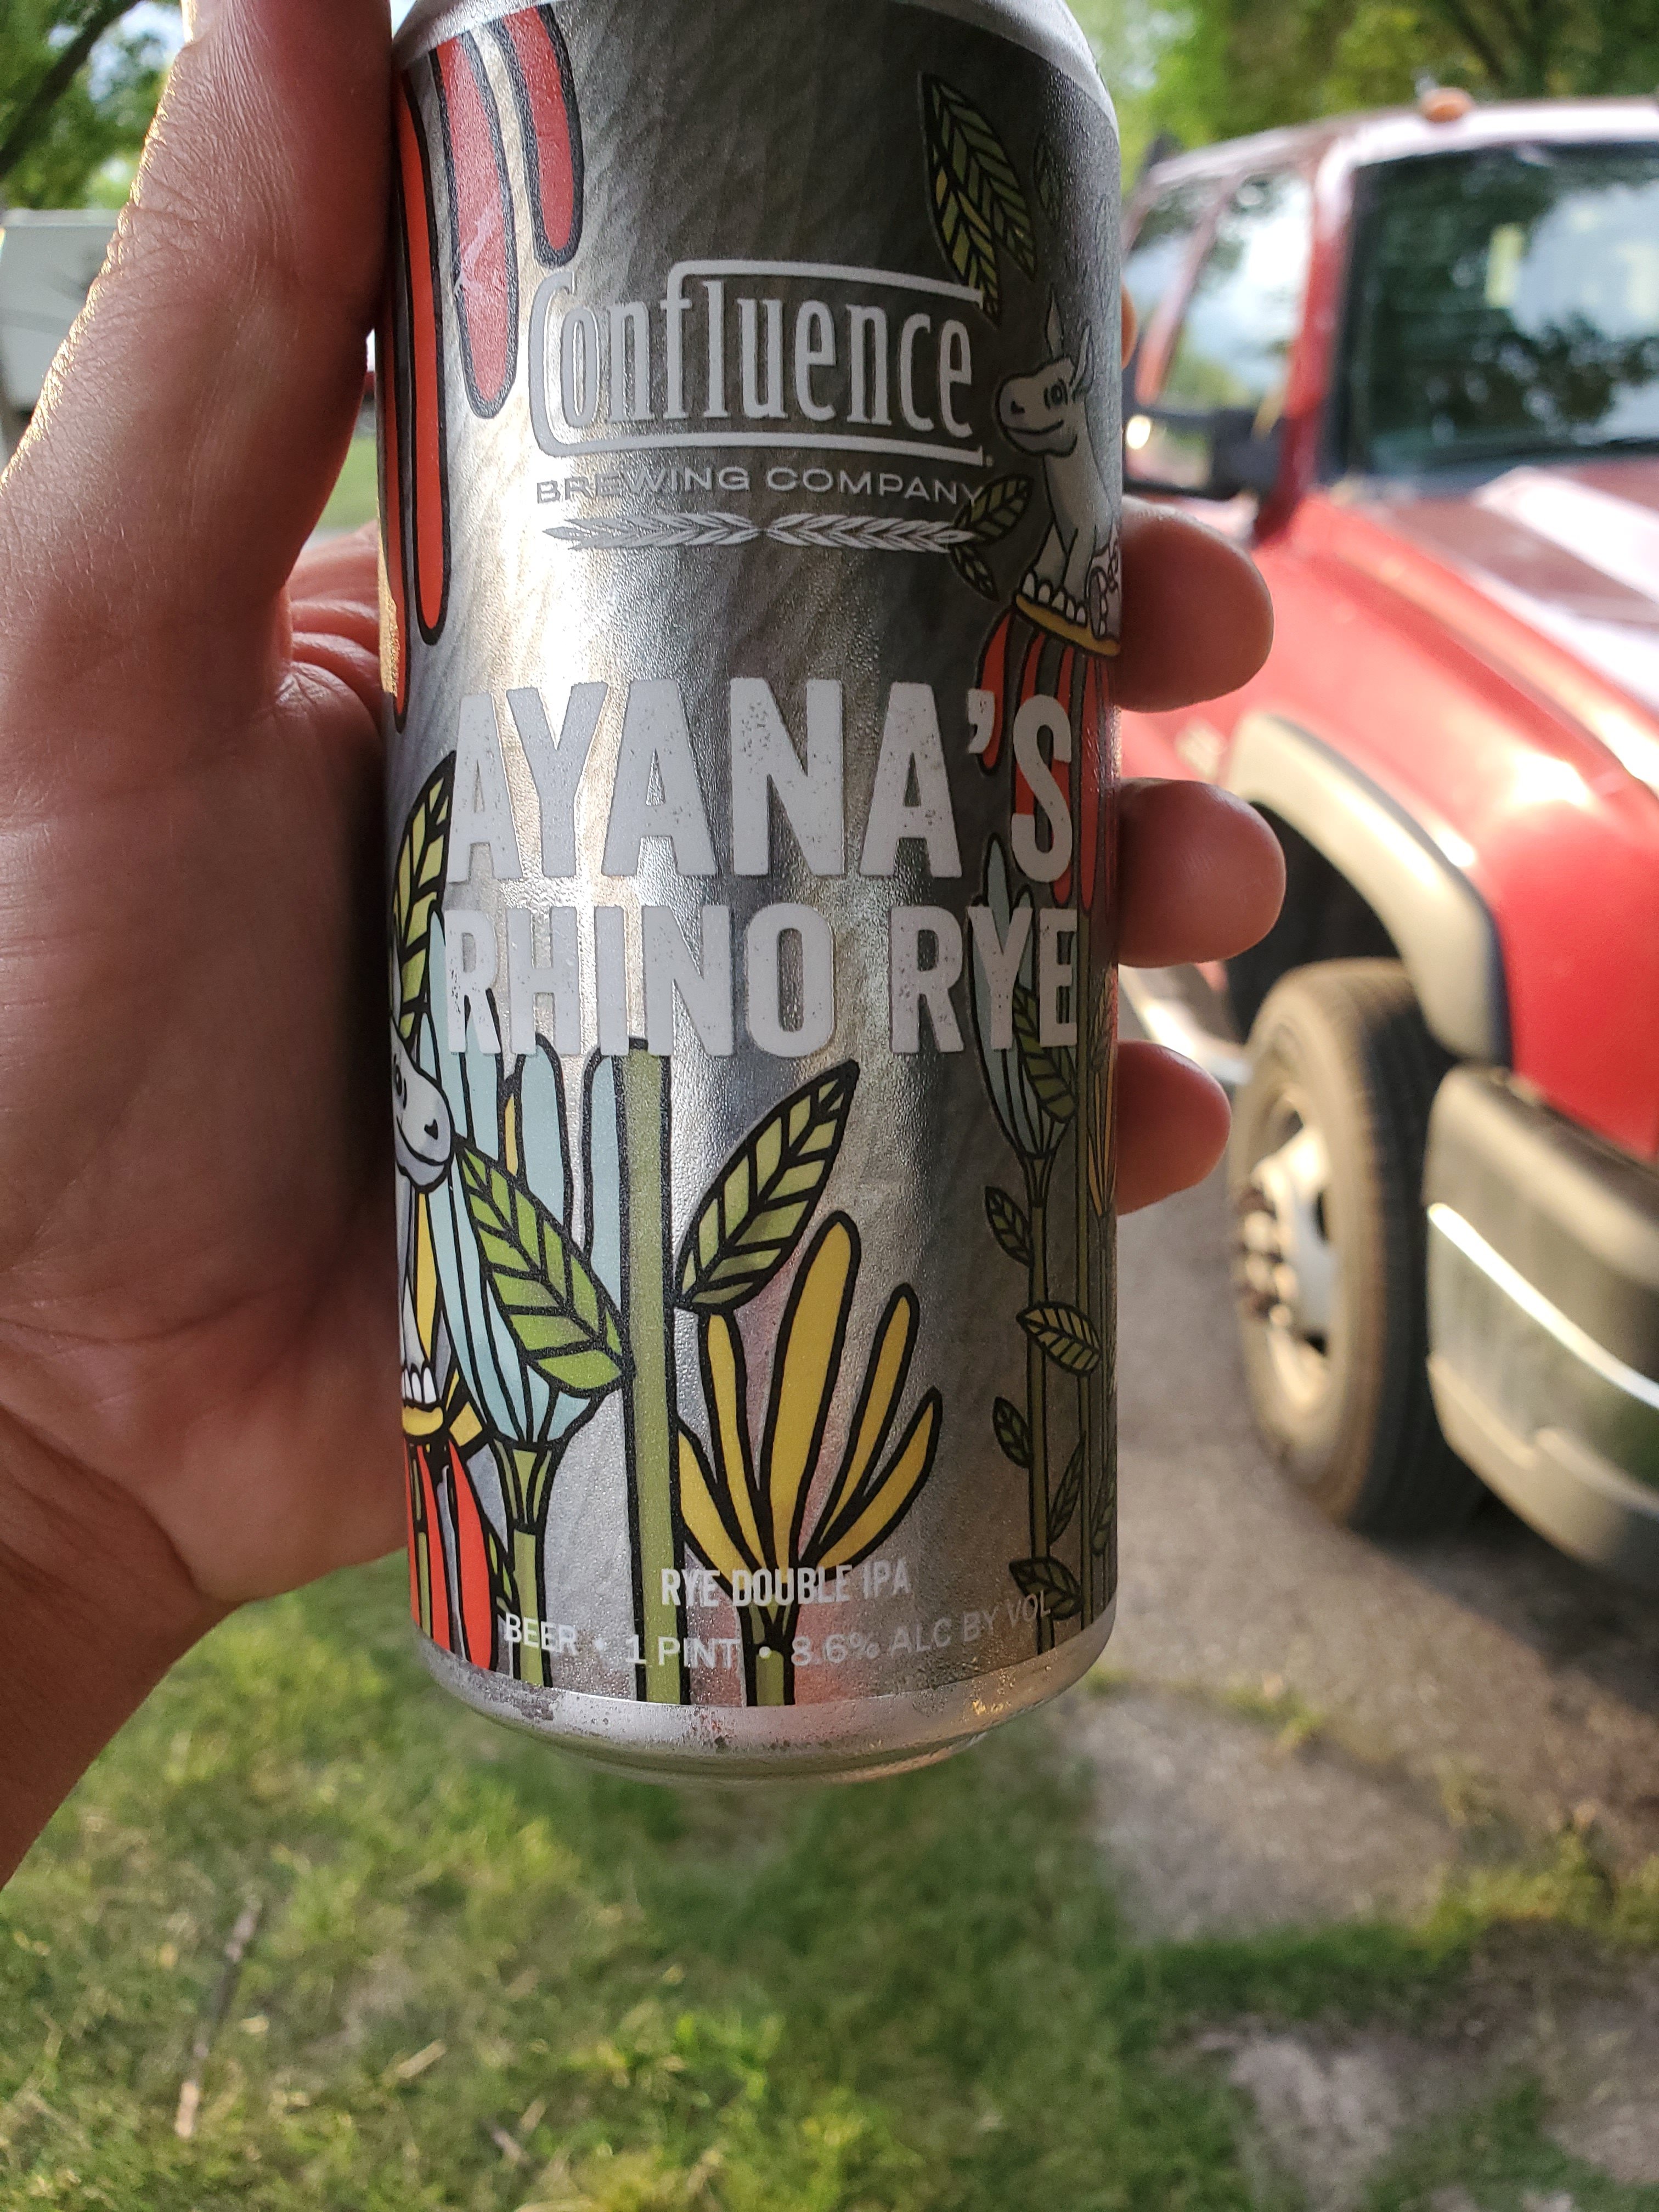 Confluence
BREWING COMPANY
AYANA'S
RHINO RYE
RYE DOUBLE IPA
BEER • 1 PINT • 8.6% ALC BY VOL